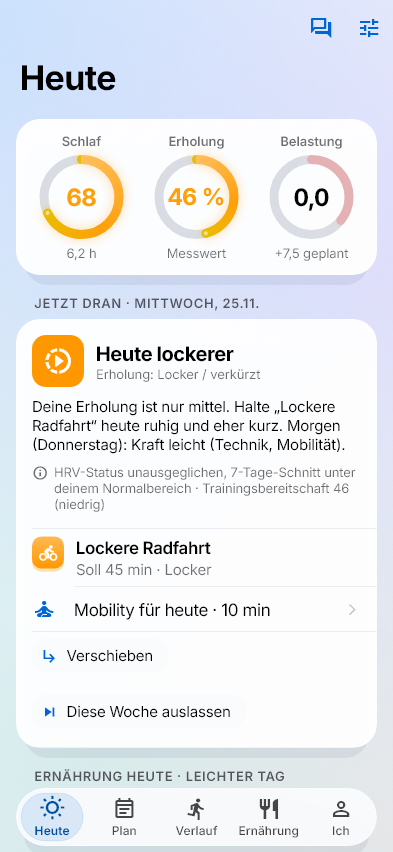 Heute
Schlaf
Erholung
Belastung
68
46 %
0,0
6,2 h
Messwert
+7,5 geplant
JETZT DRAN · MITTWOCH, 25.11.
Heute lockerer
Erholung: Locker / verkürzt
Deine Erholung ist nur mittel. Halte „Lockere
Radfahrt“ heute ruhig und eher kurz. Morgen
(Donnerstag): Kraft leicht (Technik, Mobilität).
HRV-Status unausgeglichen, 7-Tage-Schnitt unter
deinem Normalbereich · Trainingsbereitschaft 46
(niedrig)
Lockere Radfahrt
Soll 45 min · Locker
Mobility für heute · 10 min
Verschieben
Diese Woche auslassen
ERNÄHRUNG HEUTE · LEICHTER TAG
Heute
Plan
Verlauf
Ernährung
Ich